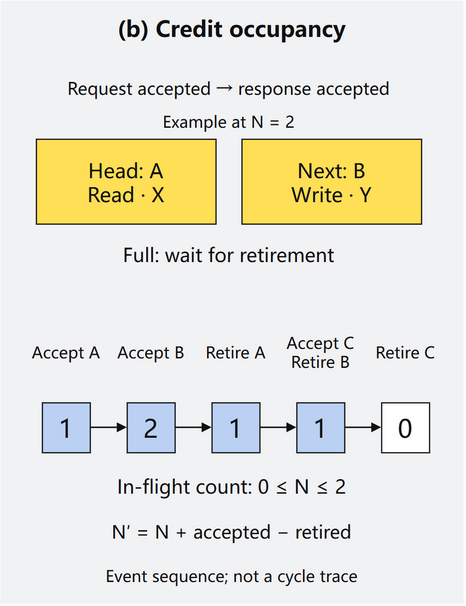 (b) Credit occupancy
Request accepted → response accepted
Example at N = 2
Head: A
Read · X
Next: B
Write · Y
Full: wait for retirement
Accept A
Accept B
Retire A
Accept C
Retire B
Retire C
1
2
1
1
0
In-flight count: 0 ≤ N ≤ 2
N′ = N + accepted − retired
Event sequence; not a cycle trace